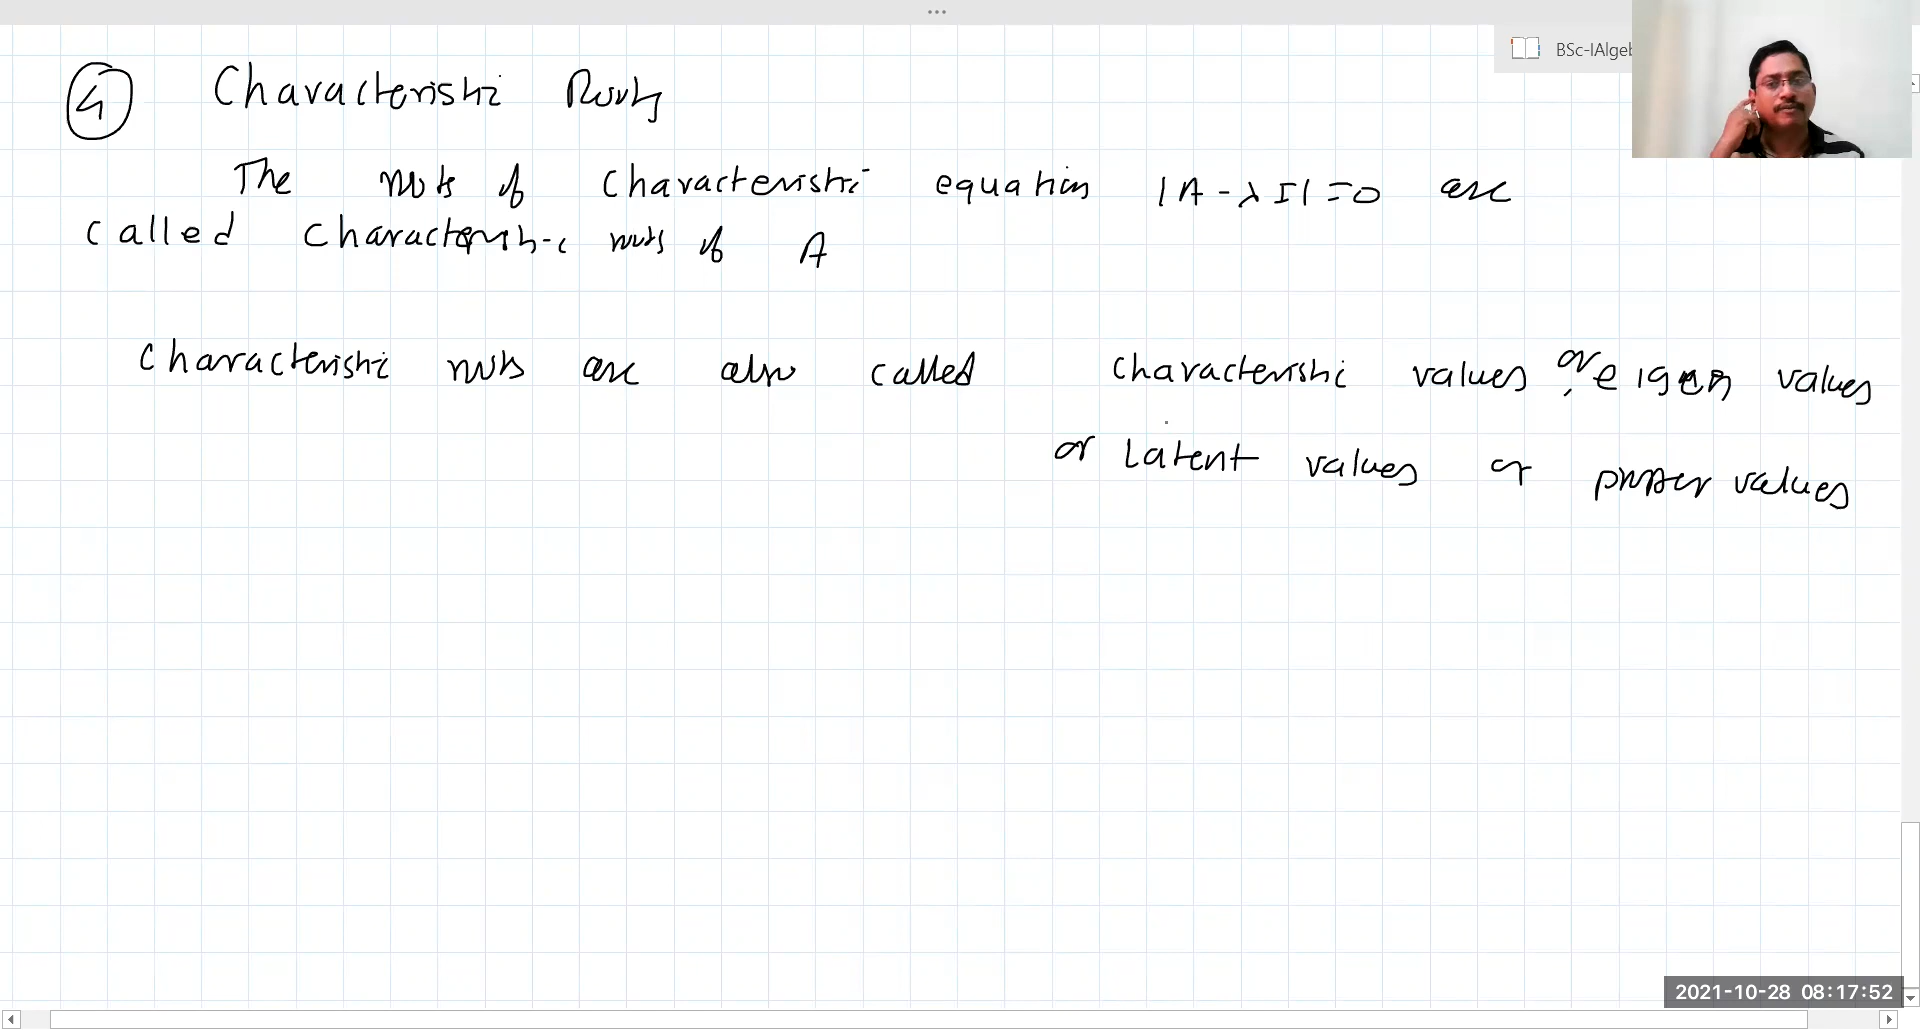 ...
BSc-IAlgeb
4 Characteristic Roots
The roots of characteristic equation |A - λI| = 0 are
called characteristic roots of A
Characteristic roots are also called characteristic values or eigen values
or Latent values or proper values
2021-10-28 08:17:52